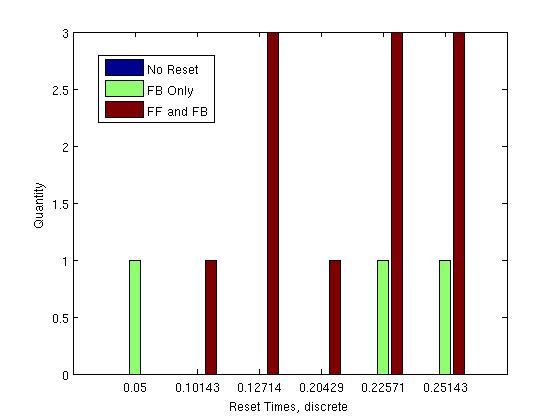 3
2.5
2
1.5
1
0.5
0
Quantity
No Reset
FB Only
FF and FB
0.05 0.10143 0.12714 0.20429 0.22571 0.25143
Reset Times, discrete